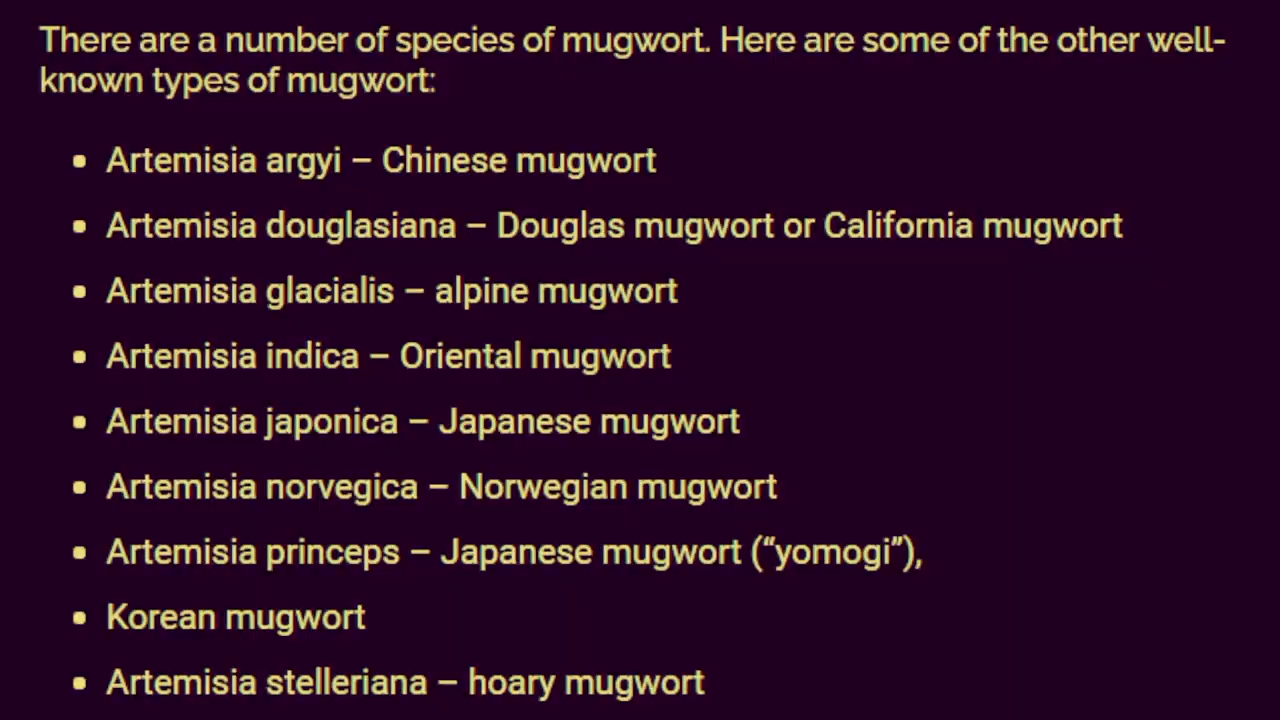 There are a number of species of mugwort. Here are some of the other well-
known types of mugwort:
• Artemisia argyi – Chinese mugwort
• Artemisia douglasiana – Douglas mugwort or California mugwort
• Artemisia glacialis – alpine mugwort
• Artemisia indica – Oriental mugwort
• Artemisia japonica – Japanese mugwort
• Artemisia norvegica – Norwegian mugwort
• Artemisia princeps – Japanese mugwort (“yomogi”),
• Korean mugwort
• Artemisia stelleriana – hoary mugwort